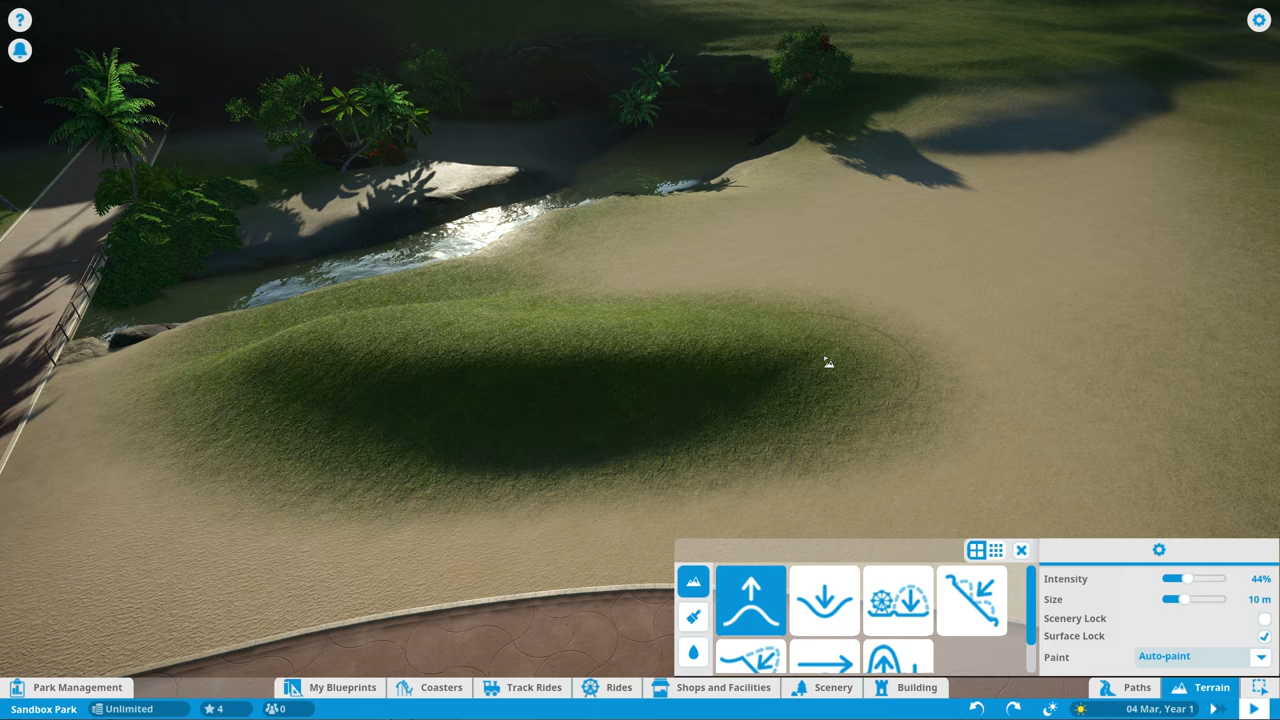 ?
Intensity 44%
Size 10 m
Scenery Lock
Surface Lock
Paint Auto-paint
Park Management My Blueprints Coasters Track Rides Rides Shops and Facilities Scenery Building Paths Terrain
Sandbox Park Unlimited 4 0 04 Mar, Year 1